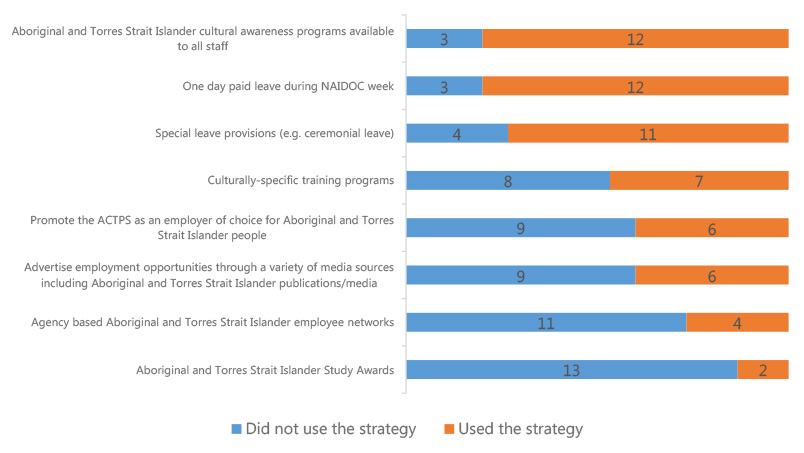 Aboriginal and Torres Strait Islander cultural awareness programs available
to all staff
3 12
One day paid leave during NAIDOC week
3 12
Special leave provisions (e.g. ceremonial leave)
4 11
Culturally-specific training programs
8 7
Promote the ACTPS as an employer of choice for Aboriginal and Torres
Strait Islander people
9 6
Advertise employment opportunities through a variety of media sources
including Aboriginal and Torres Strait Islander publications/media
9 6
Agency based Aboriginal and Torres Strait Islander employee networks
11 4
Aboriginal and Torres Strait Islander Study Awards
13 2
Did not use the strategy Used the strategy